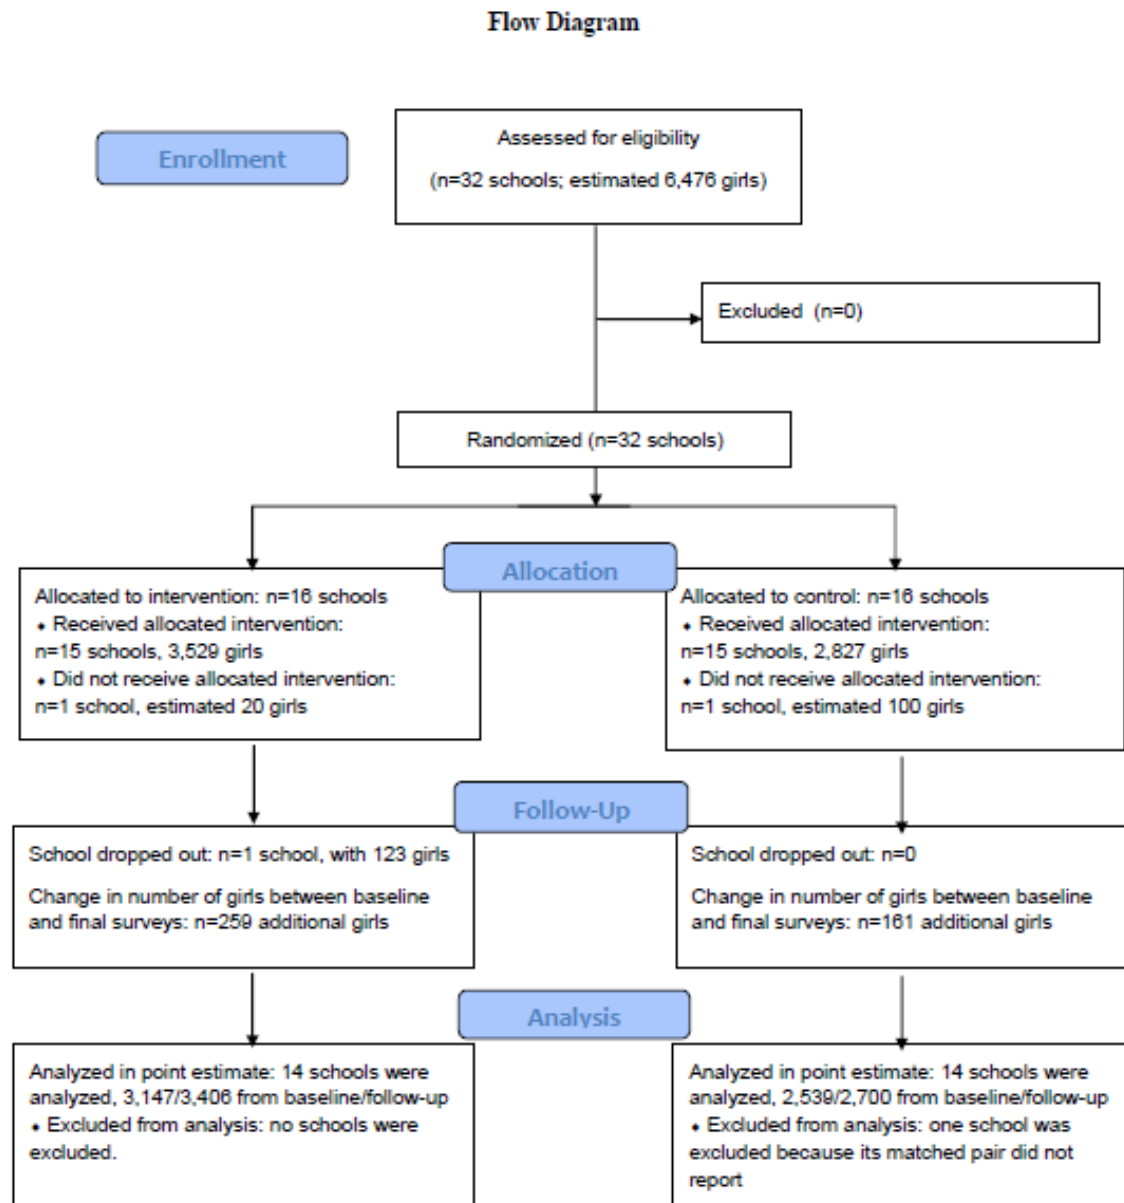 Flow Diagram
Enrollment
Assessed for eligibility
(n=32 schools; estimated 6,476 girls)
Excluded (n=0)
Randomized (n=32 schools)
Allocation
Allocated to intervention: n=16 schools
• Received allocated intervention:
n=15 schools, 3,529 girls
• Did not receive allocated intervention:
n=1 school, estimated 20 girls
Allocated to control: n=16 schools
• Received allocated intervention:
n=15 schools, 2,827 girls
• Did not receive allocated intervention:
n=1 school, estimated 100 girls
Follow-Up
School dropped out: n=1 school, with 123 girls
Change in number of girls between baseline
and final surveys: n=259 additional girls
School dropped out: n=0
Change in number of girls between baseline
and final surveys: n=161 additional girls
Analysis
Analyzed in point estimate: 14 schools were
analyzed, 3,147/3,406 from baseline/follow-up
• Excluded from analysis: no schools were
excluded.
Analyzed in point estimate: 14 schools were
analyzed, 2,539/2,700 from baseline/follow-up
• Excluded from analysis: one school was
excluded because its matched pair did not
report